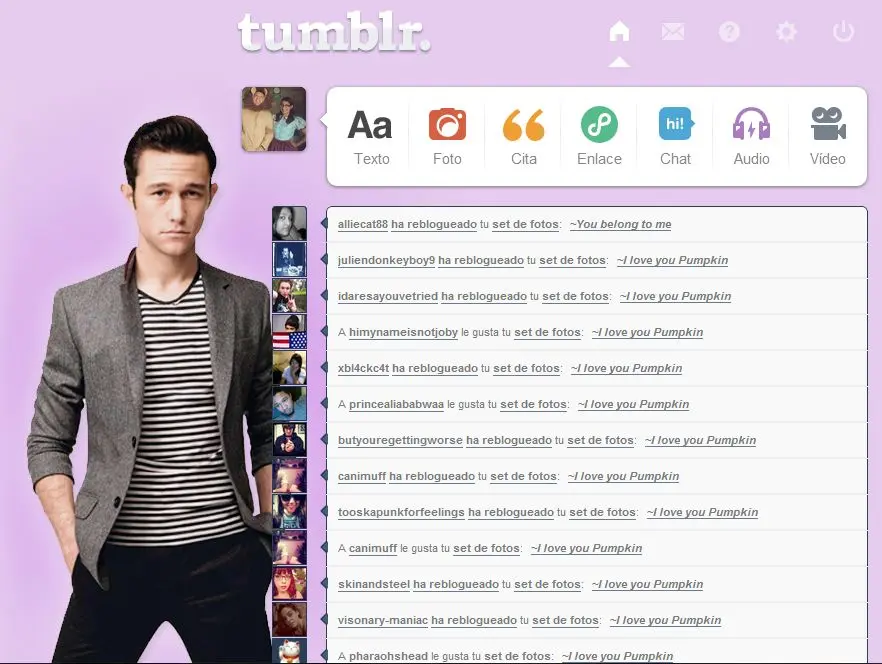 tumblr.
Aa
hi!
Texto Foto Cita Enlace Chat Audio Vídeo
alliecat88 ha reblogueado tu set de fotos: ~You belong to me
juliendonkeyboy9 ha reblogueado tu set de fotos: ~I love you Pumpkin
idaresayouvetried ha reblogueado tu set de fotos: ~I love you Pumpkin
A himynameisnotjoby le gusta tu set de fotos: ~I love you Pumpkin
xbl4ckc4t ha reblogueado tu set de fotos: ~I love you Pumpkin
A princealiababwaa le gusta tu set de fotos: ~I love you Pumpkin
butyouregettingworse ha reblogueado tu set de fotos: ~I love you Pumpkin
canimuff ha reblogueado tu set de fotos: ~I love you Pumpkin
tooskapunkforfeelings ha reblogueado tu set de fotos: ~I love you Pumpkin
A canimuff le gusta tu set de fotos: ~I love you Pumpkin
skinandsteel ha reblogueado tu set de fotos: ~I love you Pumpkin
visonary-maniac ha reblogueado tu set de fotos: ~I love you Pumpkin
A pharaohshead le gusta tu set de fotos: ~I love you Pumpkin